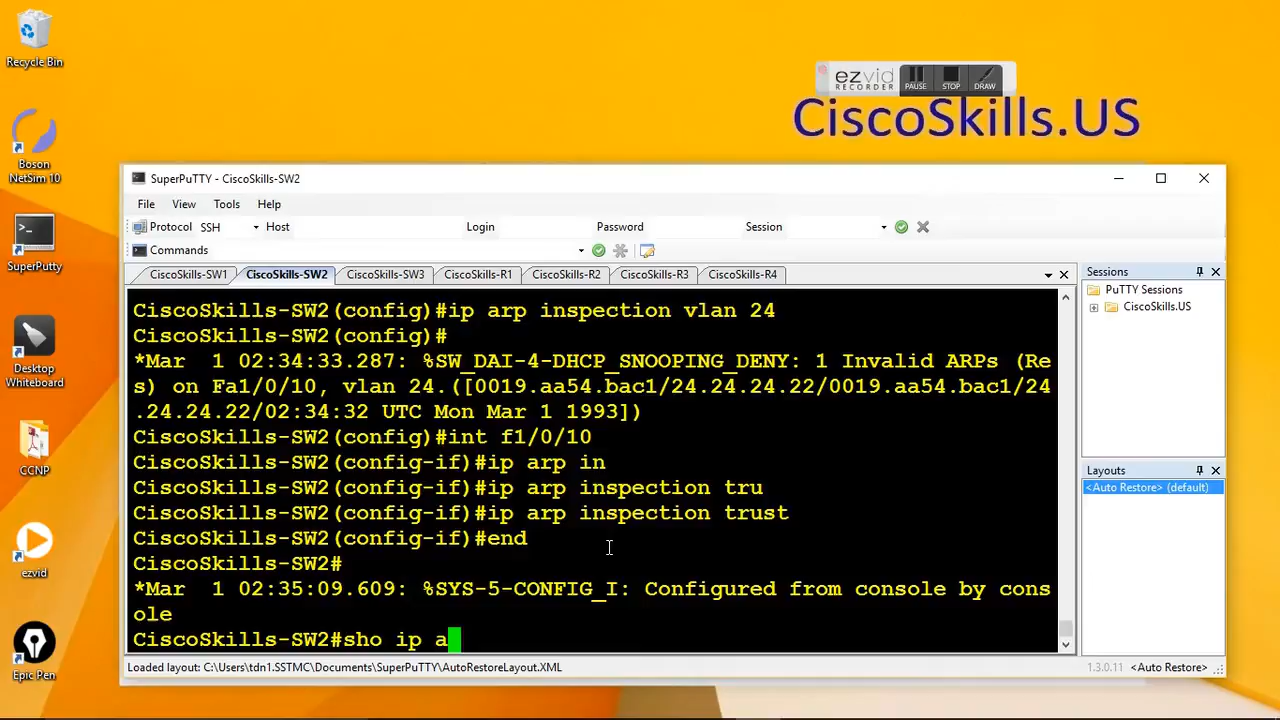 Recycle Bin
Boson
NetSim 10
SuperPutty
Desktop
Whiteboard
CCNP
ezvid
Epic Pen
ezvid
RECORDER
PAUSE
STOP
DRAW
CiscoSkills.US
SuperPuTTY - CiscoSkills-SW2
File View Tools Help
Protocol SSH Host Login Password Session
Commands
CiscoSkills-SW1 CiscoSkills-SW2 CiscoSkills-SW3 CiscoSkills-R1 CiscoSkills-R2 CiscoSkills-R3 CiscoSkills-R4
CiscoSkills-SW2(config)#ip arp inspection vlan 24
CiscoSkills-SW2(config)#
*Mar  1 02:34:33.287: %SW_DAI-4-DHCP_SNOOPING_DENY: 1 Invalid ARPs (Re
s) on Fa1/0/10, vlan 24.([0019.aa54.bac1/24.24.24.22/0019.aa54.bac1/24
.24.24.22/02:34:32 UTC Mon Mar 1 1993])
CiscoSkills-SW2(config)#int f1/0/10
CiscoSkills-SW2(config-if)#ip arp in
CiscoSkills-SW2(config-if)#ip arp inspection tru
CiscoSkills-SW2(config-if)#ip arp inspection trust
CiscoSkills-SW2(config-if)#end
CiscoSkills-SW2#
*Mar  1 02:35:09.609: %SYS-5-CONFIG_I: Configured from console by cons
ole
CiscoSkills-SW2#sho ip a
Sessions
PuTTY Sessions
CiscoSkills.US
Layouts
<Auto Restore> (default)
Loaded layout: C:\Users\tdn1.SSTMC\Documents\SuperPuTTY\AutoRestoreLayout.XML
1.3.0.11 <Auto Restore>